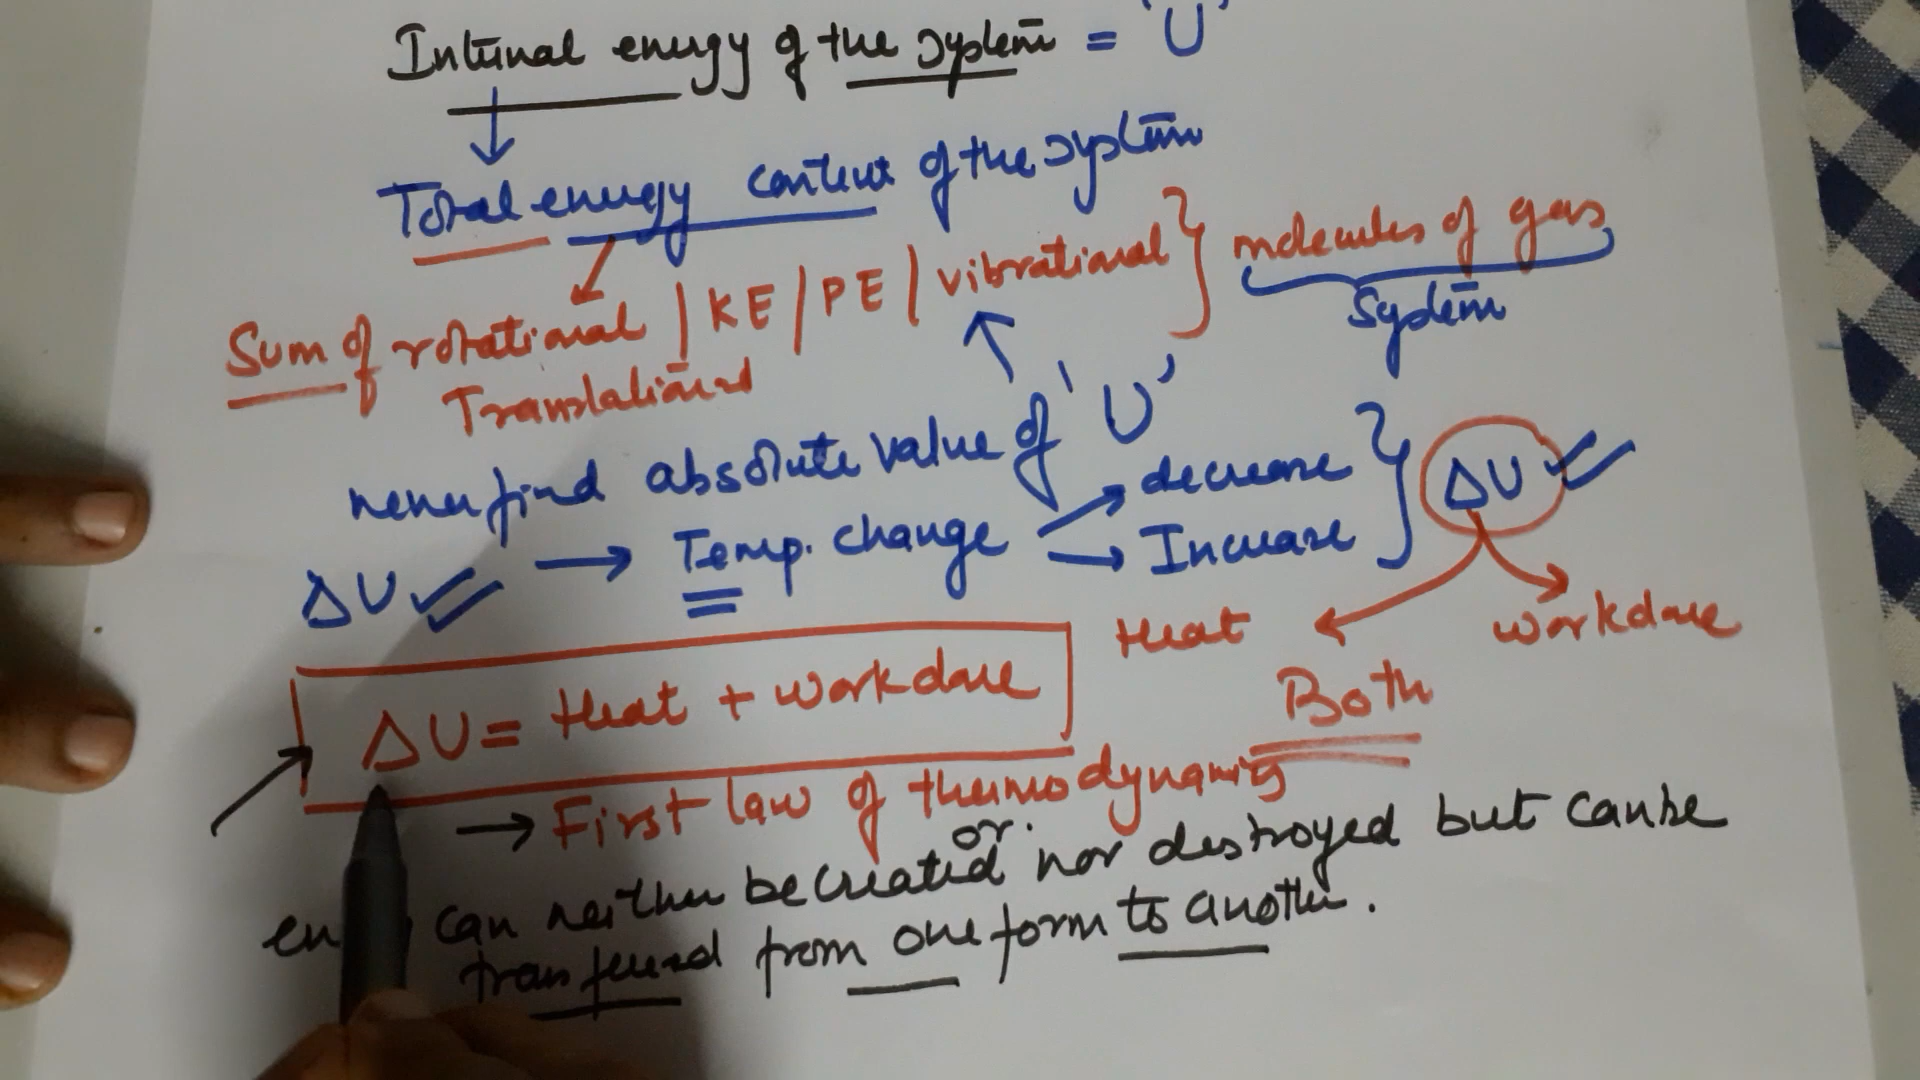 Internal energy of the system = 'U'
Total energy content of the system
Sum of rotational / KE / PE / vibrational } molecules of gas
Translational
System
never find absolute value of 'U'
ΔU → Temp. change → decrease } ΔU
→ Increase
Heat
workdone
ΔU = Heat + workdone
Both
→ First law of thermodynamics
or.
can neither be created nor destroyed but can be
transferred from one form to another.